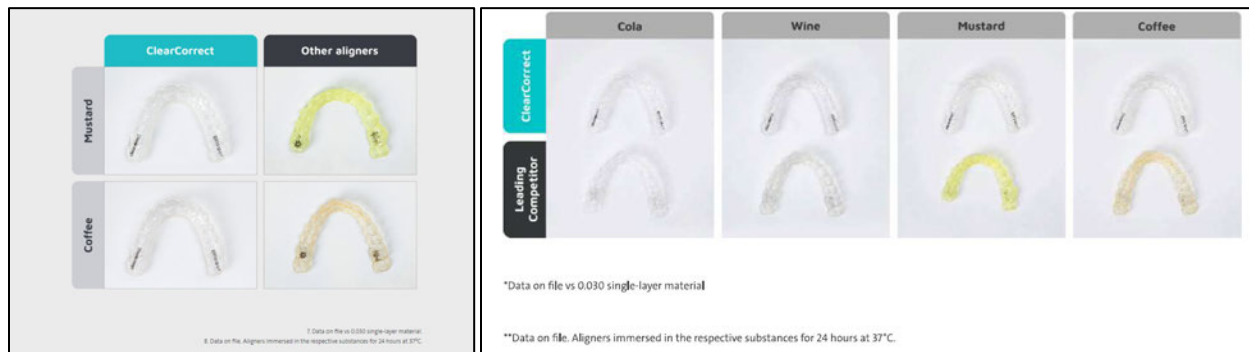 ClearCorrect
Other aligners
Mustard
Coffee
7. Data on file vs 0.030 single-layer material.
8. Data on file. Aligners immersed in the respective substances for 24 hours at 37°C.
Cola
Wine
Mustard
Coffee
ClearCorrect
Leading
Competitor
*Data on file vs 0.030 single-layer material
**Data on file. Aligners immersed in the respective substances for 24 hours at 37°C.